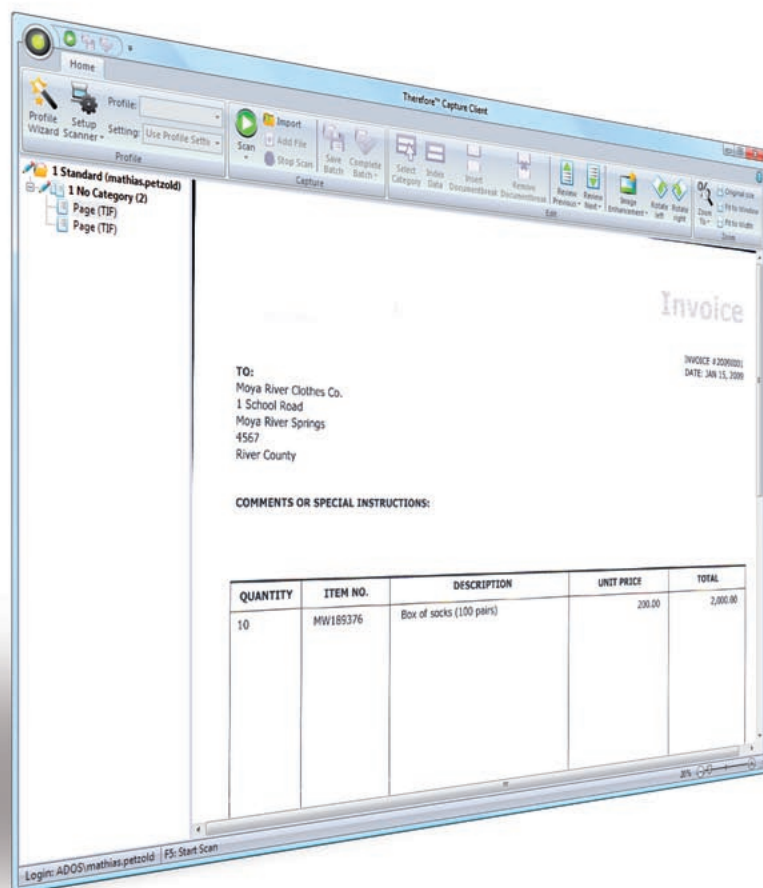 Therefore™ Capture Client
Home
Profile Wizard
Setup Scanner
Profile:
Setting: Use Profile Settin
Profile
Scan
Import
Add File
Stop Scan
Save Batch
Complete Batch
Capture
Select Category
Index Data
Insert Documentbreak
Remove Documentbreak
Review Previous
Review Next
Image Enhancement
Rotate left
Rotate right
Edit
Zoom To
Original size
Fit to Window
Fit to Width
Zoom
1 Standard (mathias.petzold)
1 No Category (2)
Page (TIF)
Page (TIF)
Invoice
INVOICE #2009001
DATE: JAN 15, 2009
TO:
Moya River Clothes Co.
1 School Road
Moya River Springs
4567
River County
COMMENTS OR SPECIAL INSTRUCTIONS:
QUANTITY ITEM NO. DESCRIPTION UNIT PRICE TOTAL
10 MW189376 Box of socks (100 pairs) 200.00 2,000.00
Login: ADOS\mathias.petzold F5: Start Scan